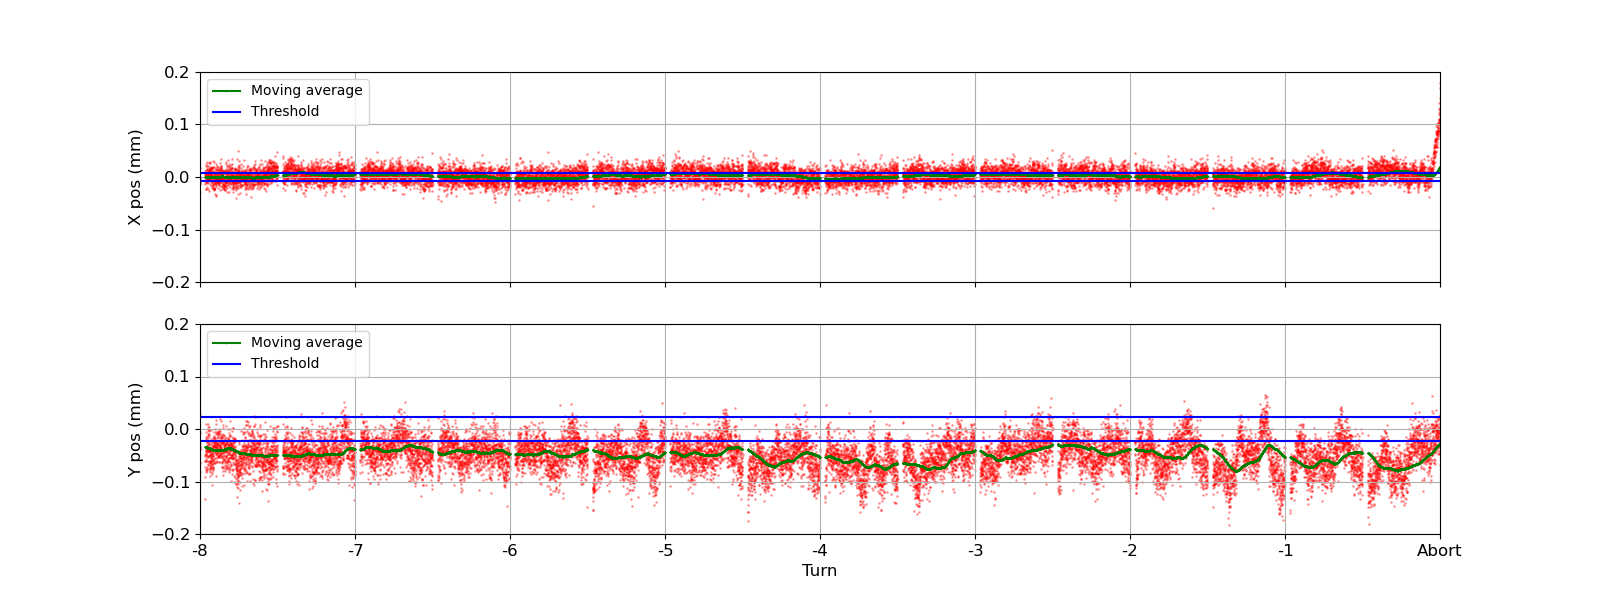 0.2
0.1
0.0
−0.1
−0.2
X pos (mm)
Moving average
Threshold
0.2
0.1
0.0
−0.1
−0.2
Y pos (mm)
Moving average
Threshold
-8 -7 -6 -5 -4 -3 -2 -1 Abort
Turn